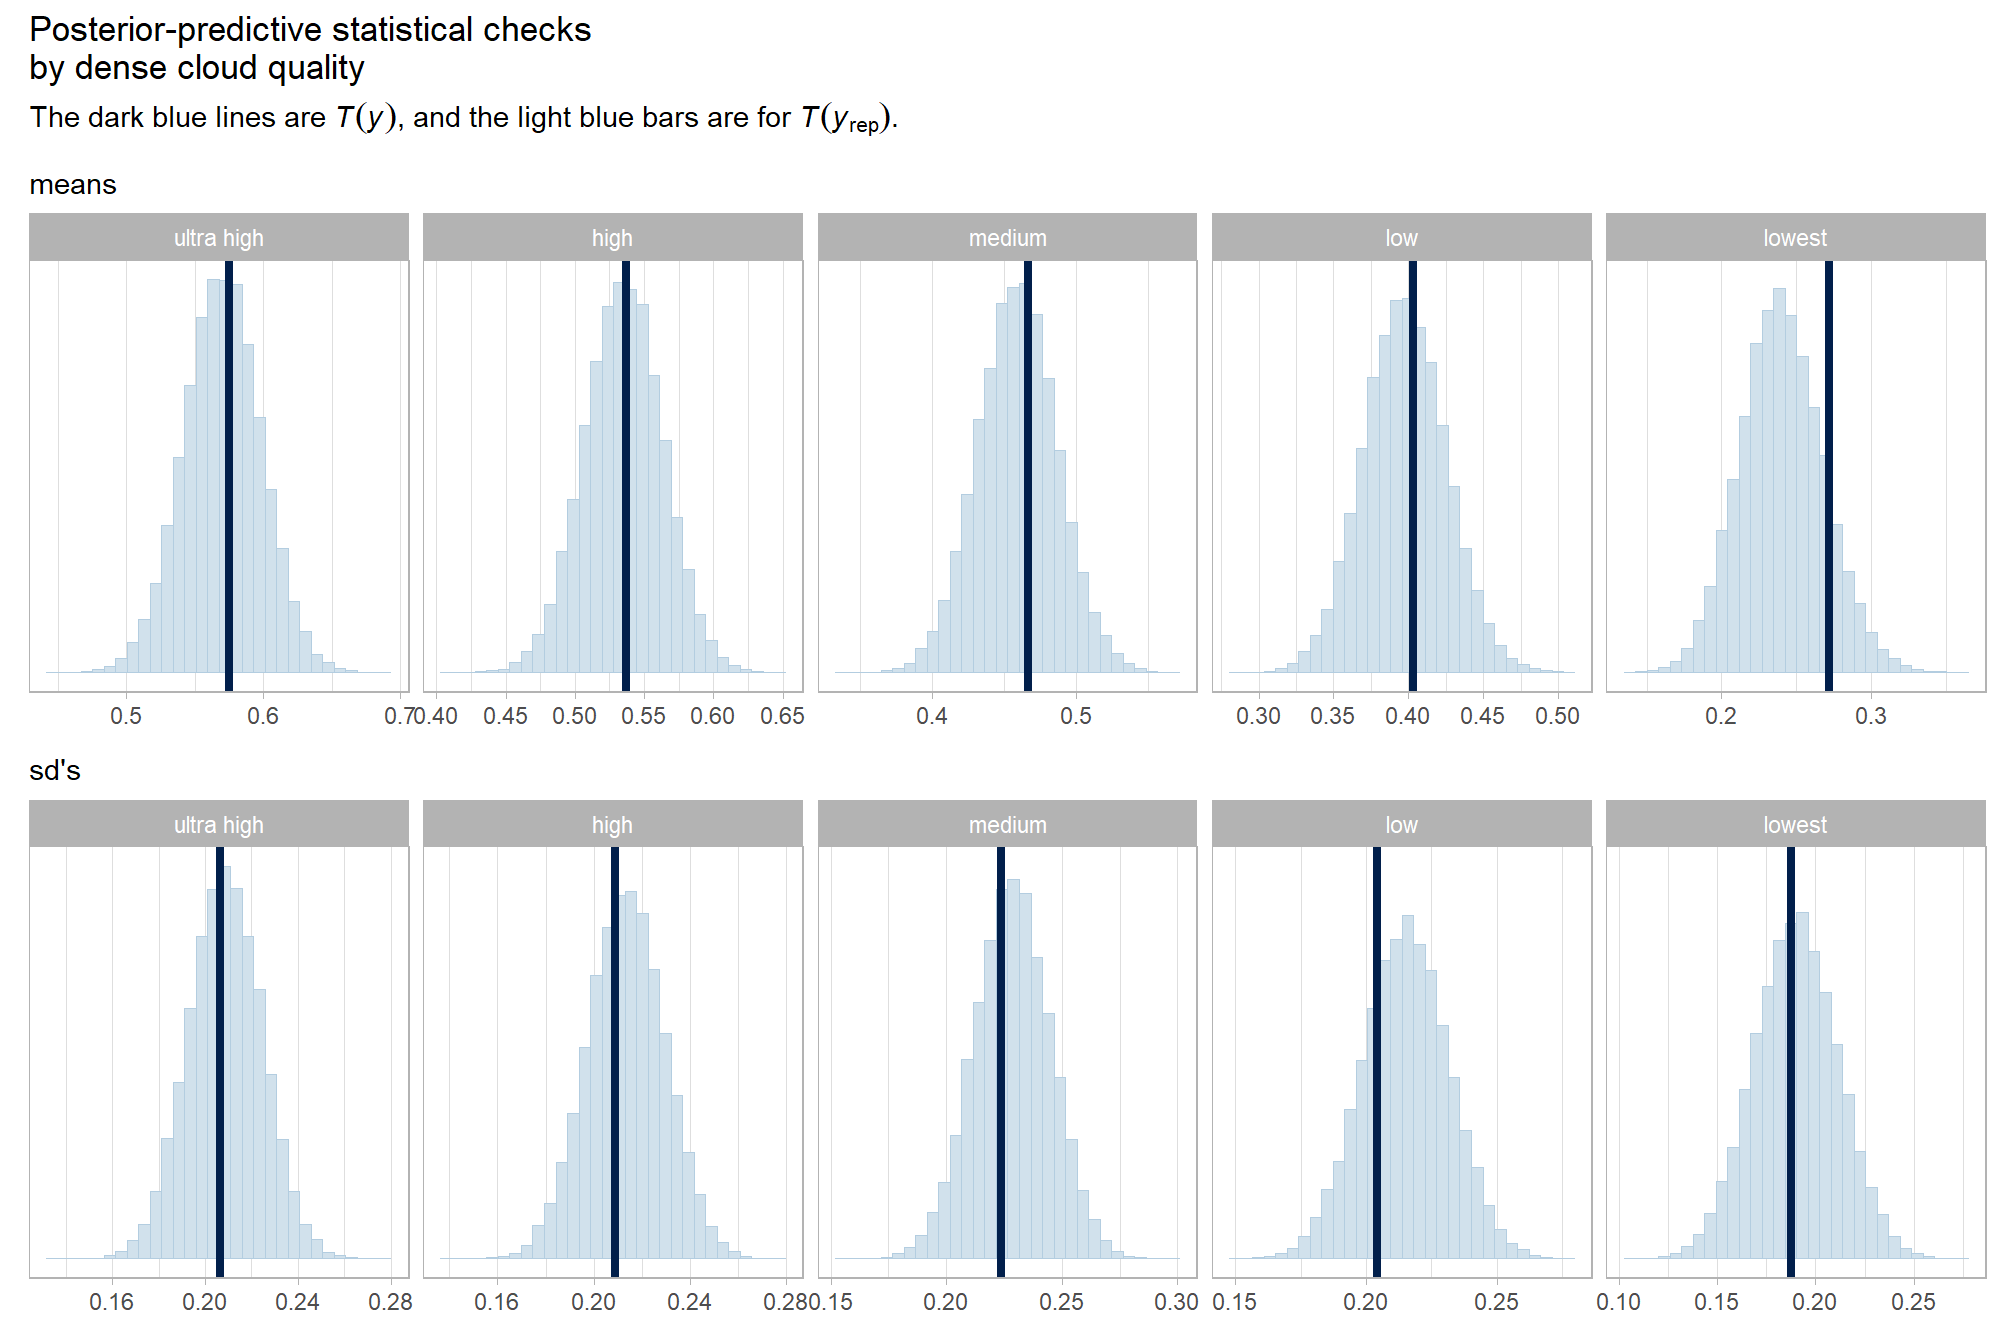 Posterior-predictive statistical checks
by dense cloud quality
The dark blue lines are T(y), and the light blue bars are for T(y_rep).
means
ultra high high medium low lowest
0.5 0.6 0.7 0.40 0.45 0.50 0.55 0.60 0.65 0.4 0.5 0.30 0.35 0.40 0.45 0.50 0.2 0.3
sd's
ultra high high medium low lowest
0.16 0.20 0.24 0.28 0.16 0.20 0.24 0.28 0.15 0.20 0.25 0.30 0.15 0.20 0.25 0.10 0.15 0.20 0.25